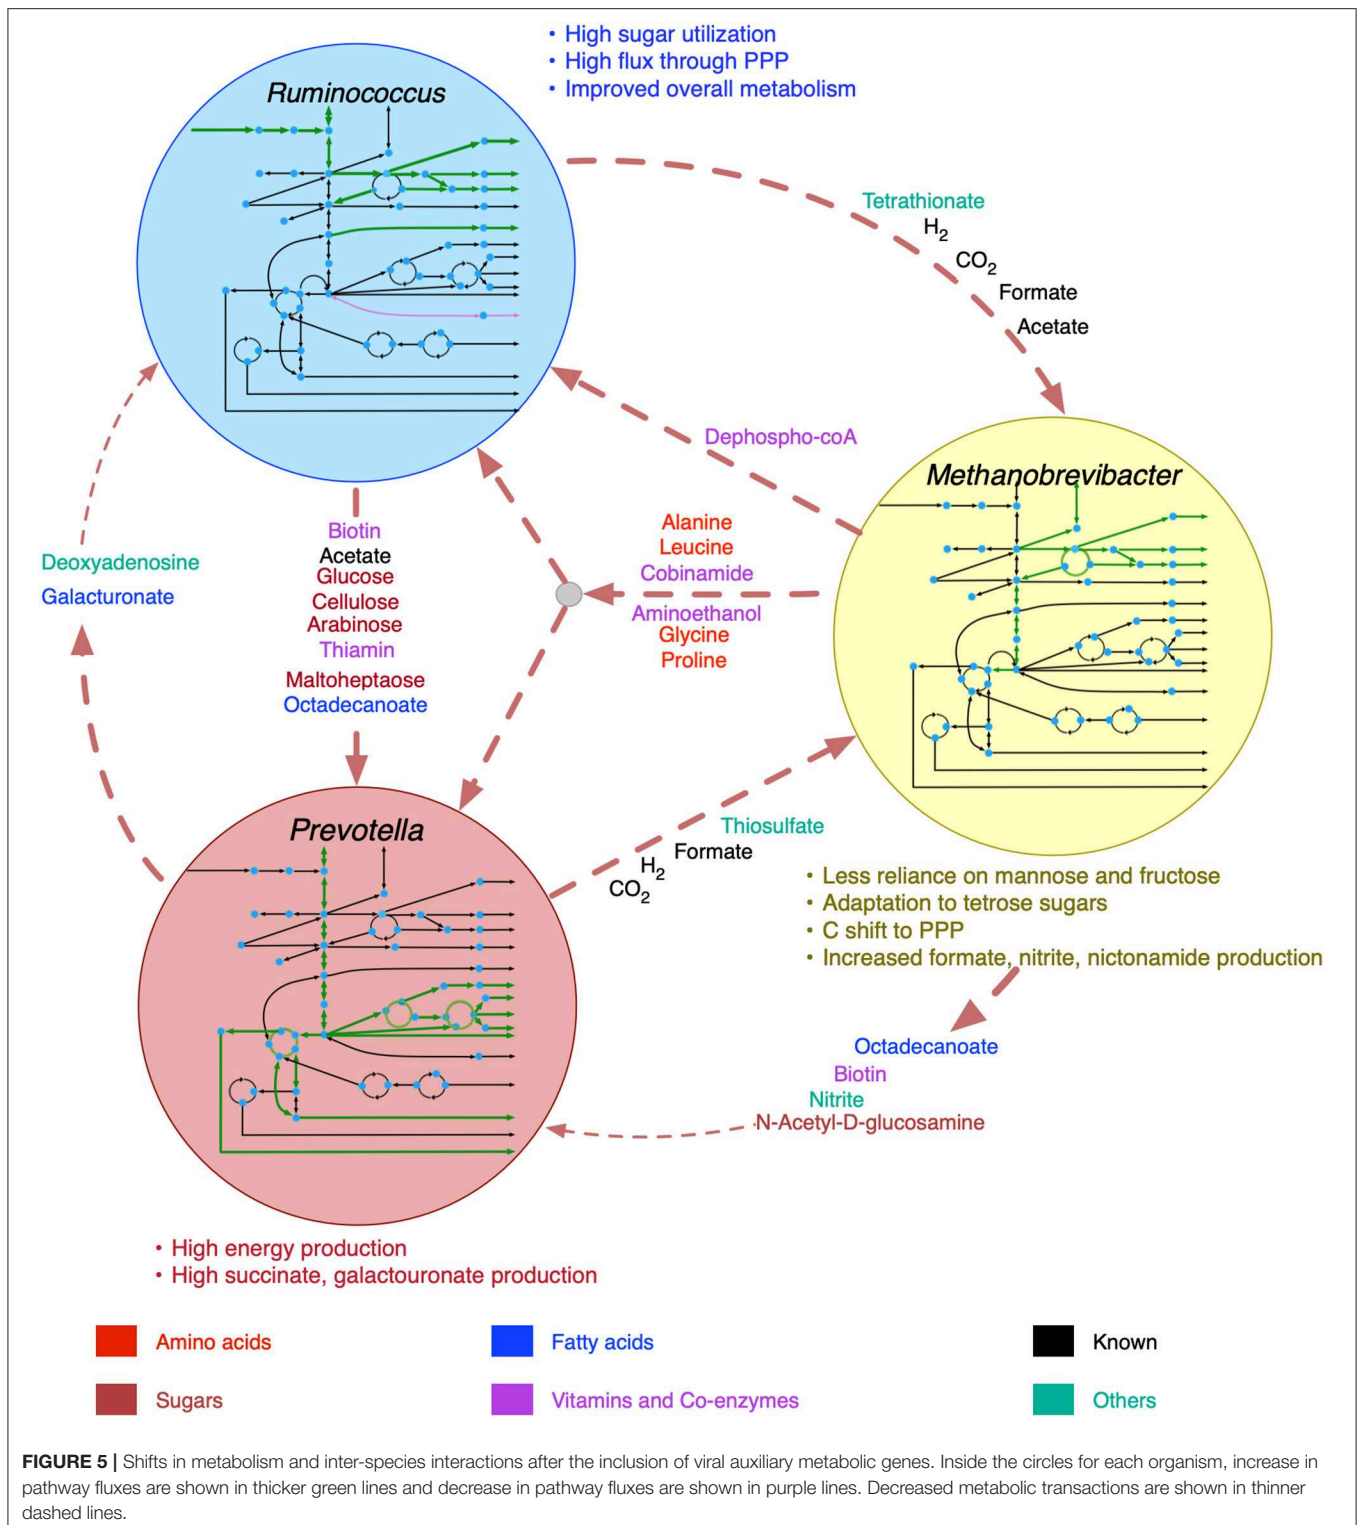 • High sugar utilization
• High flux through PPP
• Improved overall metabolism
Ruminococcus
Tetrathionate
H2
CO2
Formate
Acetate
Dephospho-coA
Methanobrevibacter
Biotin
Acetate
Glucose
Cellulose
Arabinose
Thiamin
Maltoheptaose
Octadecanoate
Alanine
Leucine
Cobinamide
Aminoethanol
Glycine
Proline
Deoxyadenosine
Galacturonate
Prevotella
Thiosulfate
Formate
H2
CO2
• Less reliance on mannose and fructose
• Adaptation to tetrose sugars
• C shift to PPP
• Increased formate, nitrite, nictonamide production
Octadecanoate
Biotin
Nitrite
N-Acetyl-D-glucosamine
• High energy production
• High succinate, galactouronate production
Amino acids
Fatty acids
Known
Sugars
Vitamins and Co-enzymes
Others
FIGURE 5 | Shifts in metabolism and inter-species interactions after the inclusion of viral auxiliary metabolic genes. Inside the circles for each organism, increase in
pathway fluxes are shown in thicker green lines and decrease in pathway fluxes are shown in purple lines. Decreased metabolic transactions are shown in thinner
dashed lines.